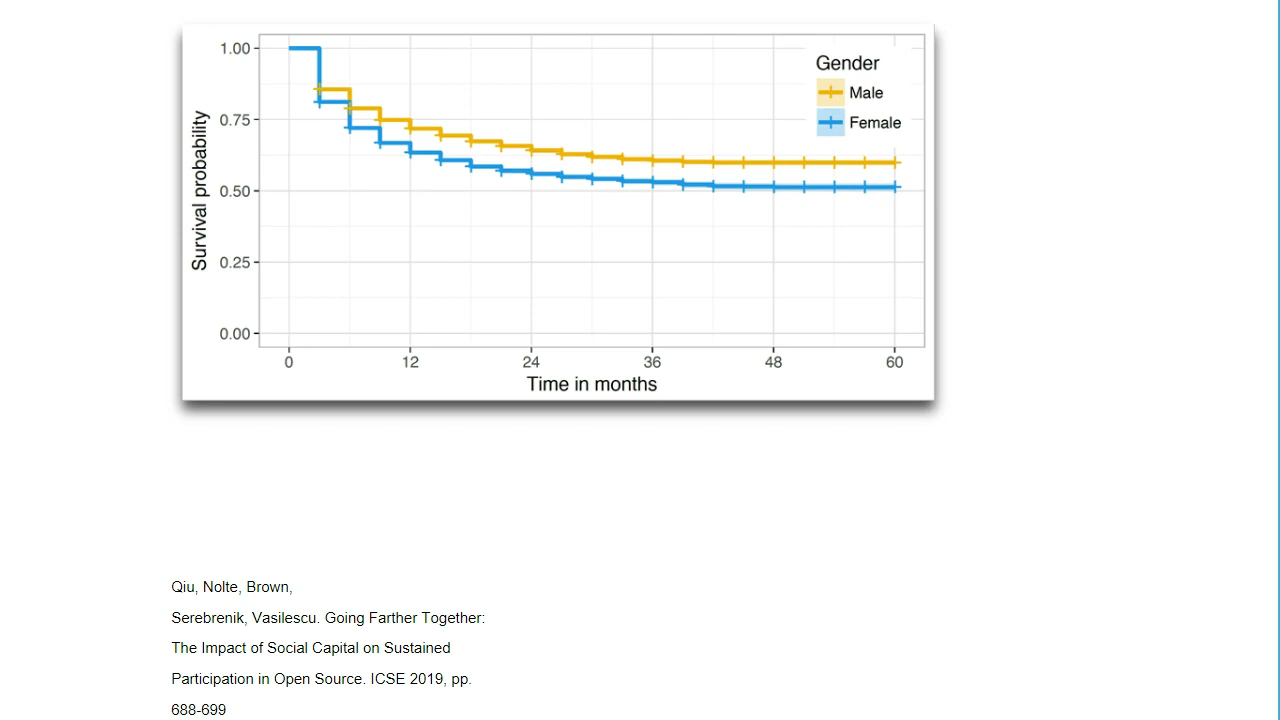 1.00
0.75
0.50
0.25
0.00
Survival probability
Gender
Male
Female
0 12 24 36 48 60
Time in months
Qiu, Nolte, Brown,
Serebrenik, Vasilescu. Going Farther Together:
The Impact of Social Capital on Sustained
Participation in Open Source. ICSE 2019, pp.
688-699